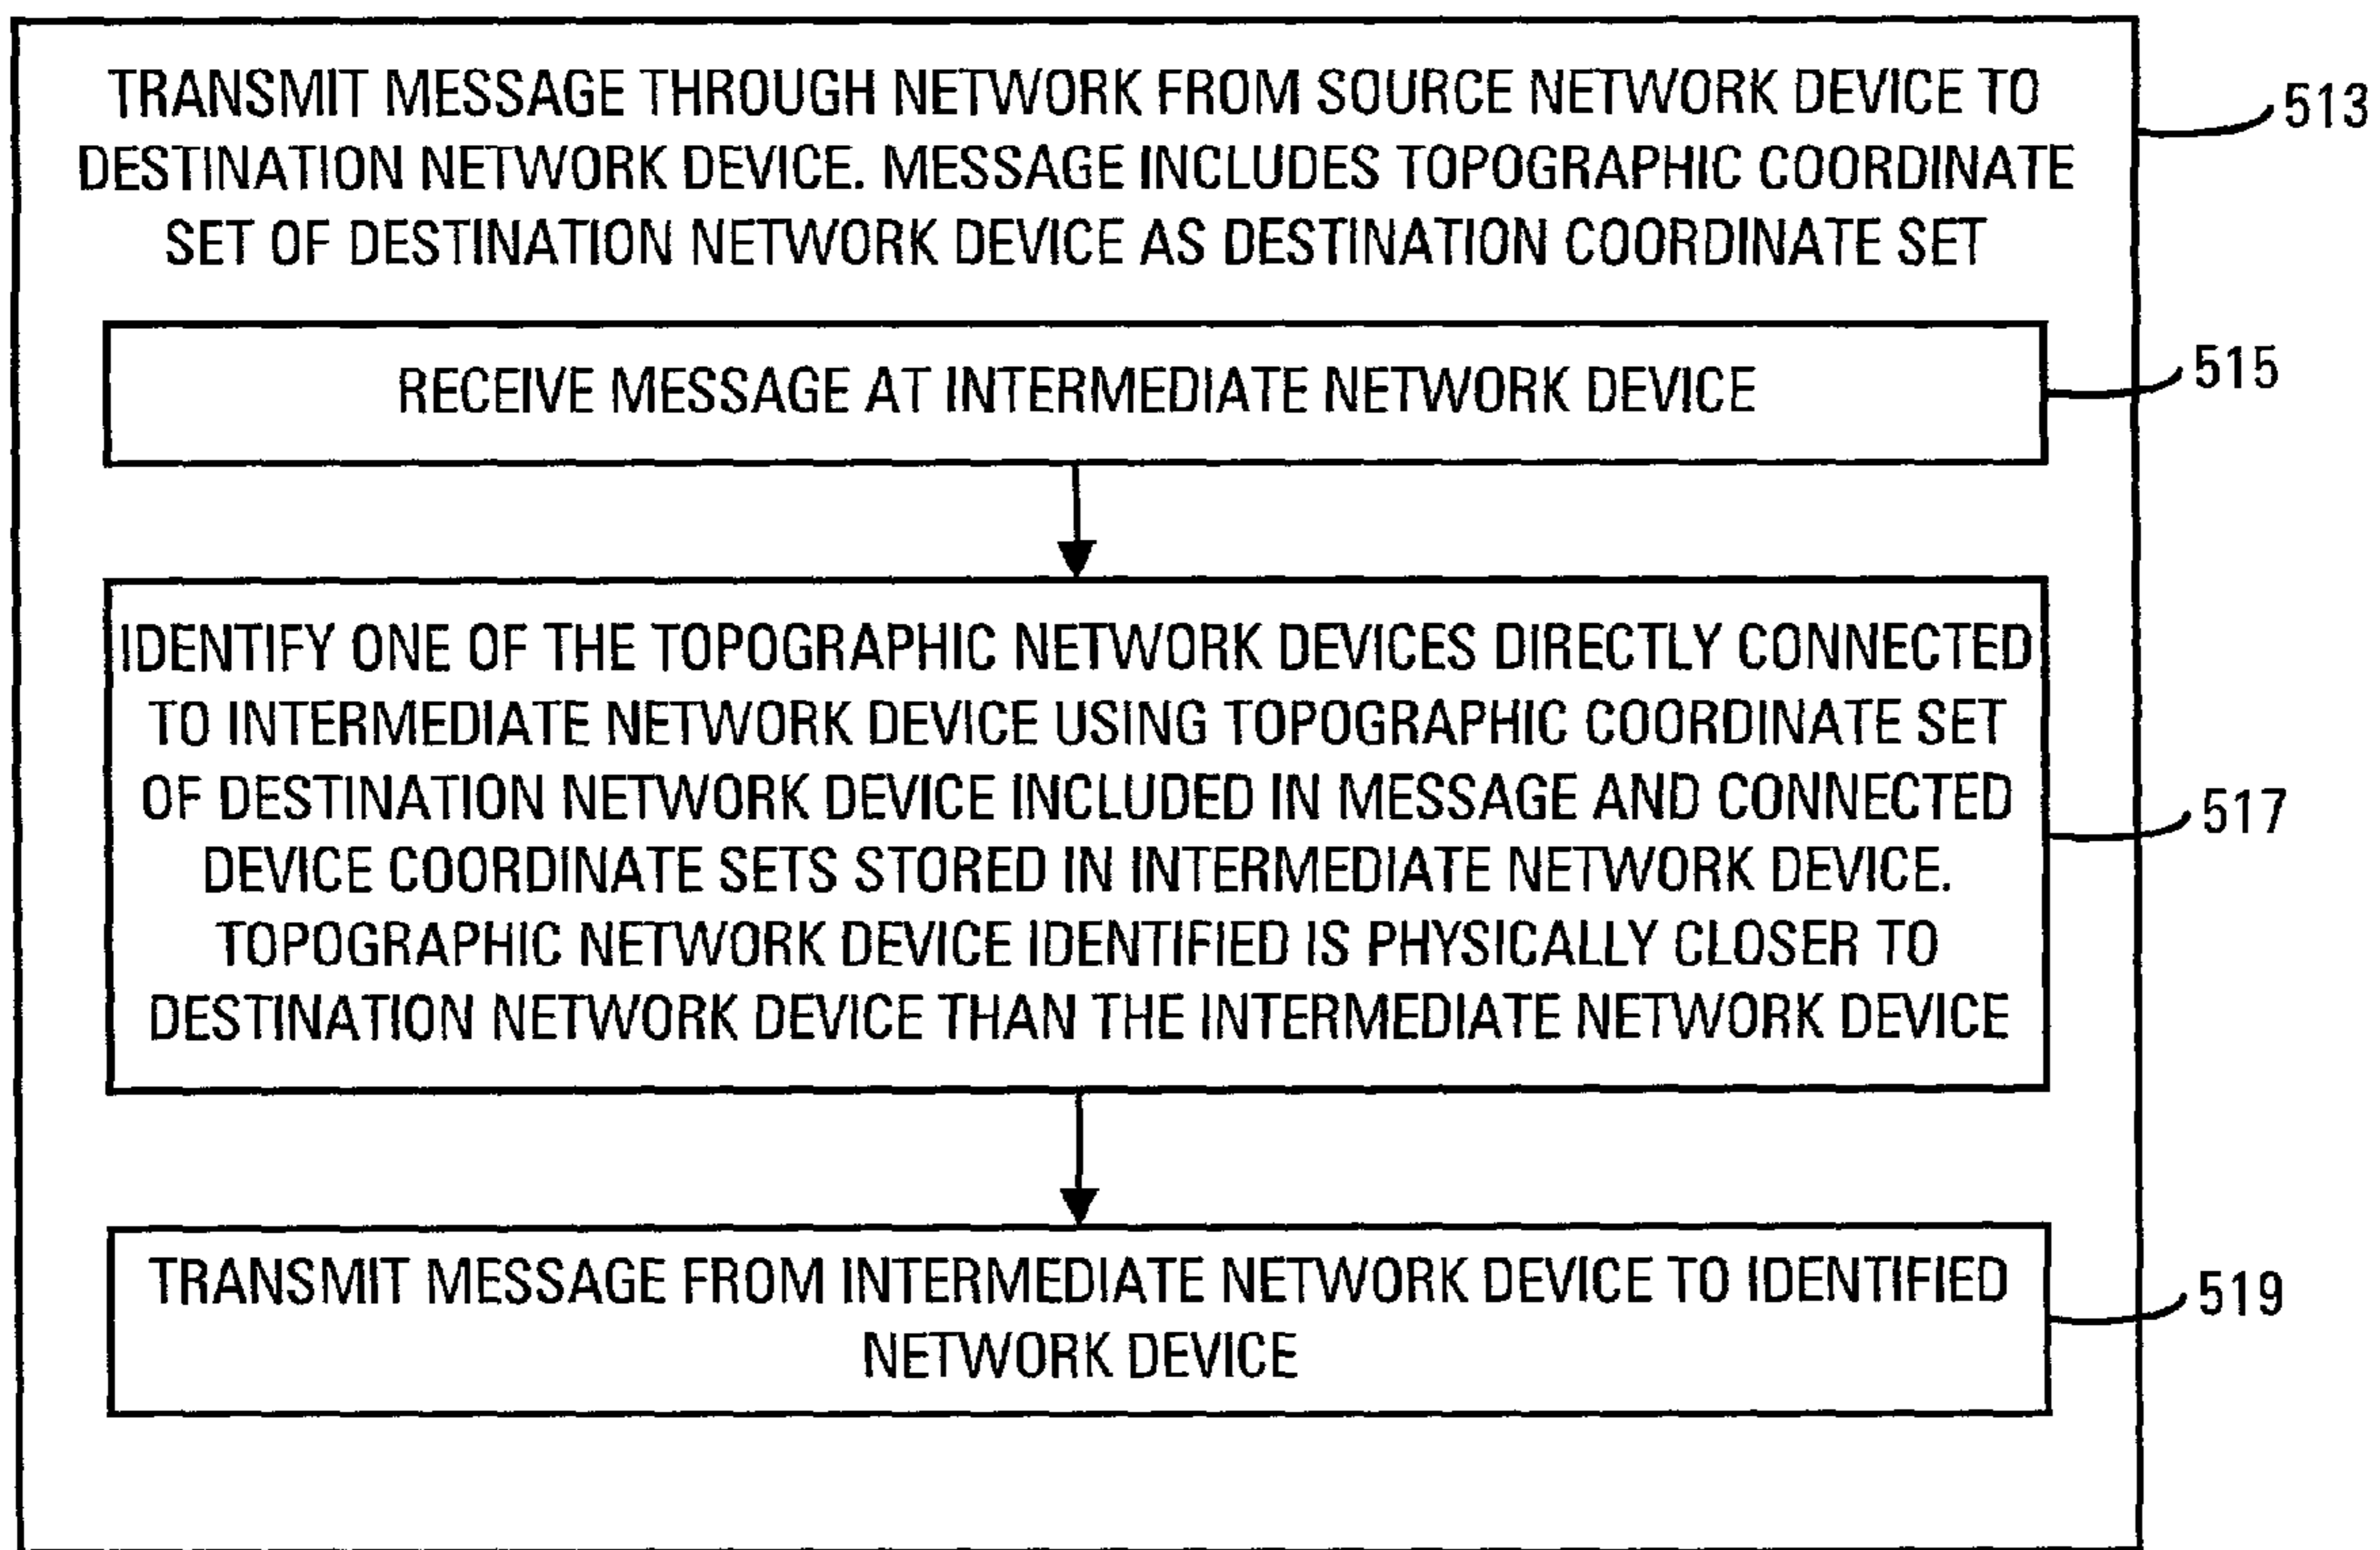 TRANSMIT MESSAGE THROUGH NETWORK FROM SOURCE NETWORK DEVICE TO
DESTINATION NETWORK DEVICE. MESSAGE INCLUDES TOPOGRAPHIC COORDINATE
SET OF DESTINATION NETWORK DEVICE AS DESTINATION COORDINATE SET
513
RECEIVE MESSAGE AT INTERMEDIATE NETWORK DEVICE
515
IDENTIFY ONE OF THE TOPOGRAPHIC NETWORK DEVICES DIRECTLY CONNECTED
TO INTERMEDIATE NETWORK DEVICE USING TOPOGRAPHIC COORDINATE SET
OF DESTINATION NETWORK DEVICE INCLUDED IN MESSAGE AND CONNECTED
DEVICE COORDINATE SETS STORED IN INTERMEDIATE NETWORK DEVICE.
TOPOGRAPHIC NETWORK DEVICE IDENTIFIED IS PHYSICALLY CLOSER TO
DESTINATION NETWORK DEVICE THAN THE INTERMEDIATE NETWORK DEVICE
517
TRANSMIT MESSAGE FROM INTERMEDIATE NETWORK DEVICE TO IDENTIFIED
NETWORK DEVICE
519